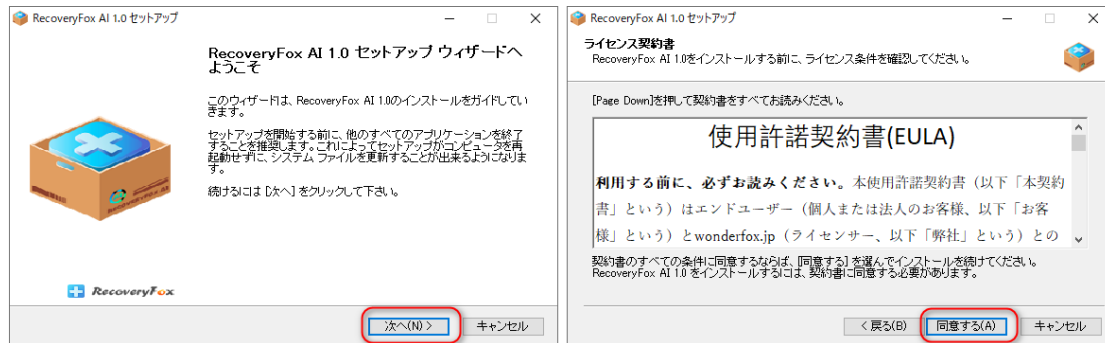 RecoveryFox AI 1.0 セットアップ
RecoveryFox AI 1.0 セットアップ ウィザードへ
ようこそ
このウィザードは、RecoveryFox AI 1.0のインストールをガイドしてい
きます。
セットアップを開始する前に、他のすべてのアプリケーションを終了
することを推奨します。これによってセットアップがコンピュータを再
起動せずに、システム ファイルを更新することが出来るようになりま
す。
続けるには [次へ] をクリックして下さい。
RecoveryFox
次へ(N) >
キャンセル
RecoveryFox AI 1.0 セットアップ
ライセンス契約書
RecoveryFox AI 1.0をインストールする前に、ライセンス条件を確認してください。
[Page Down]を押して契約書をすべてお読みください。
使用許諾契約書(EULA)
利用する前に、必ずお読みください。本使用許諾契約書（以下「本契約
書」という）はエンドユーザー（個人または法人のお客様、以下「お客
様」という）とwonderfox.jp（ライセンサー、以下「弊社」という）との
契約書のすべての条件に同意するならば、[同意する] を選んでインストールを続けてください。
RecoveryFox AI 1.0 をインストールするには、契約書に同意する必要があります。
< 戻る(B)
同意する(A)
キャンセル